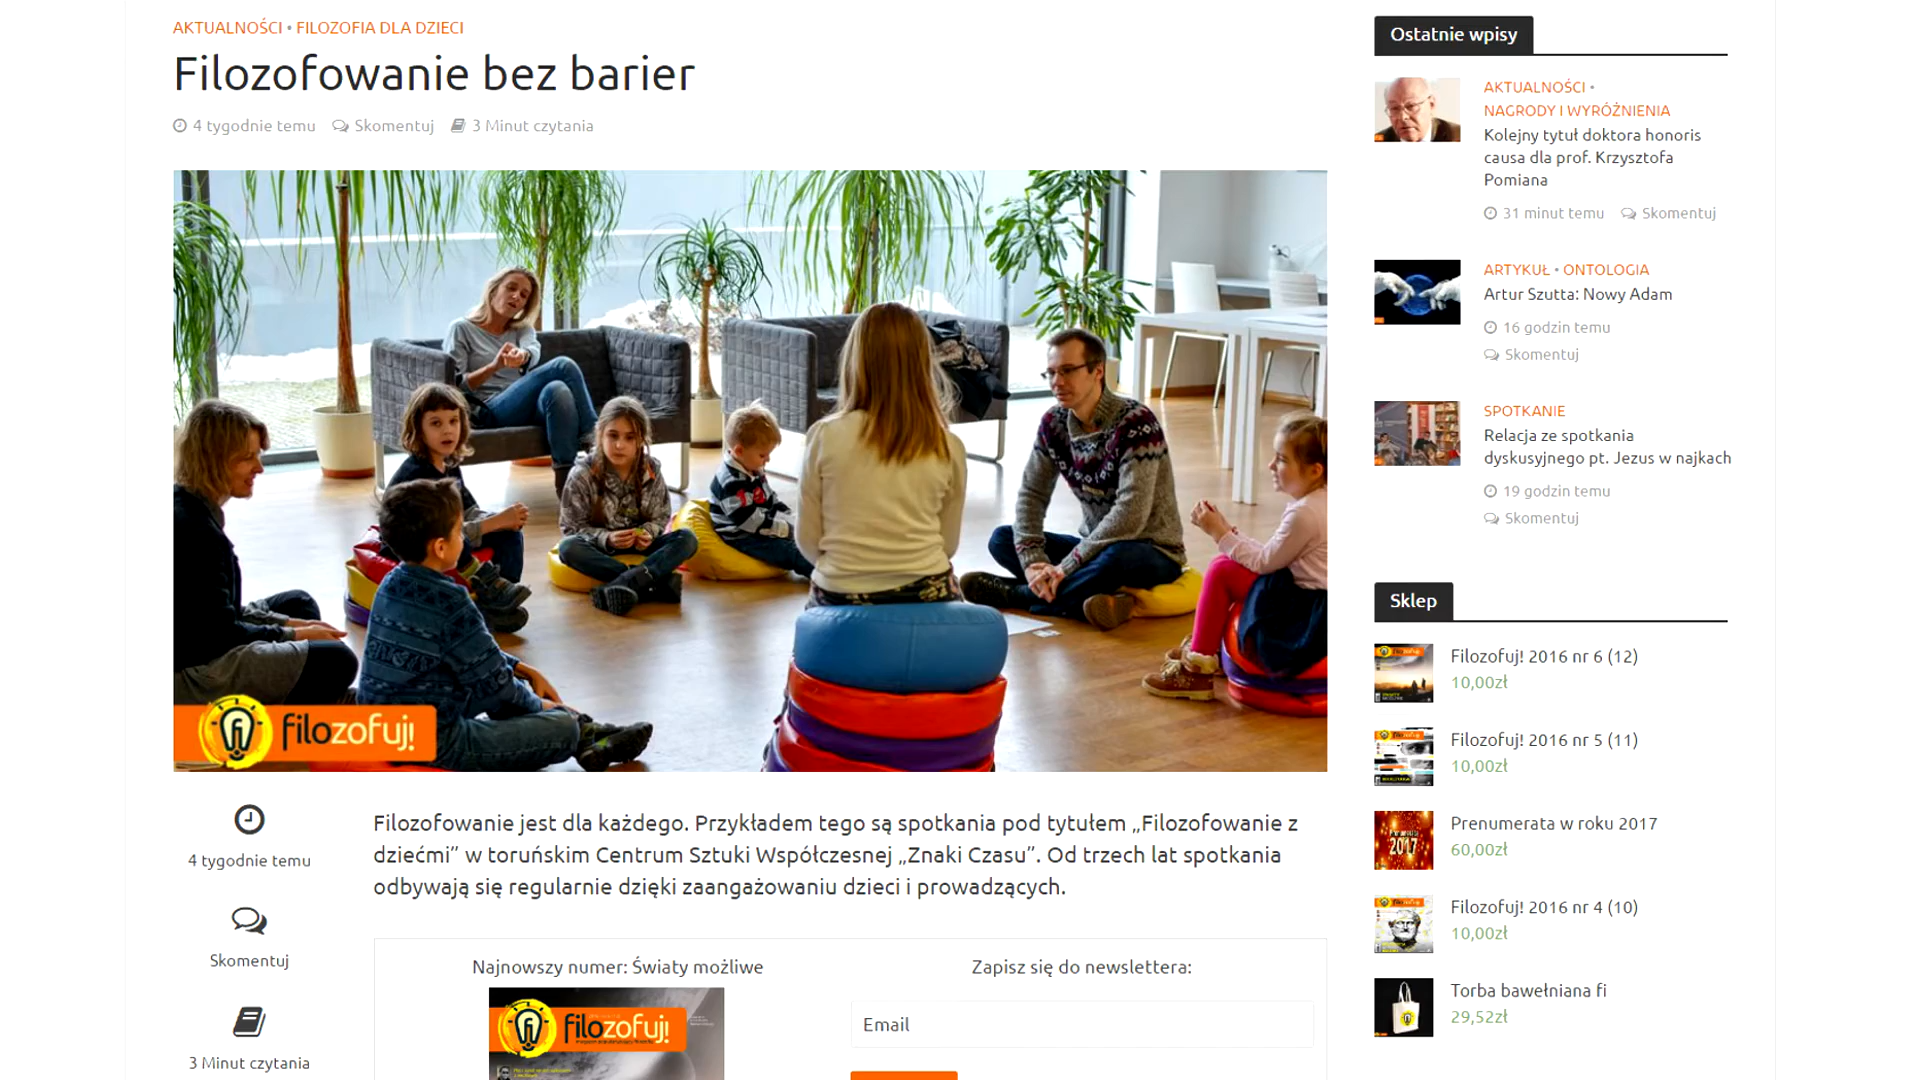 AKTUALNOŚCI • FILOZOFIA DLA DZIECI
Filozofowanie bez barier
4 tygodnie temu Skomentuj 3 Minut czytania
filozofuj!
4 tygodnie temu
Skomentuj
3 Minut czytania
Filozofowanie jest dla każdego. Przykładem tego są spotkania pod tytułem „Filozofowanie z
dziećmi” w toruńskim Centrum Sztuki Współczesnej „Znaki Czasu”. Od trzech lat spotkania
odbywają się regularnie dzięki zaangażowaniu dzieci i prowadzących.
Najnowszy numer: Światy możliwe
filozofuj!
Zapisz się do newslettera:
Email
Ostatnie wpisy
AKTUALNOŚCI •
NAGRODY I WYRÓŻNIENIA
Kolejny tytuł doktora honoris
causa dla prof. Krzysztofa
Pomiana
31 minut temu Skomentuj
ARTYKUŁ • ONTOLOGIA
Artur Szutta: Nowy Adam
16 godzin temu
Skomentuj
SPOTKANIE
Relacja ze spotkania
dyskusyjnego pt. Jezus w najkach
19 godzin temu
Skomentuj
Sklep
Filozofuj! 2016 nr 6 (12)
10,00zł
Filozofuj! 2016 nr 5 (11)
10,00zł
2017
Prenumerata w roku 2017
60,00zł
Filozofuj! 2016 nr 4 (10)
10,00zł
Torba bawełniana fi
29,52zł